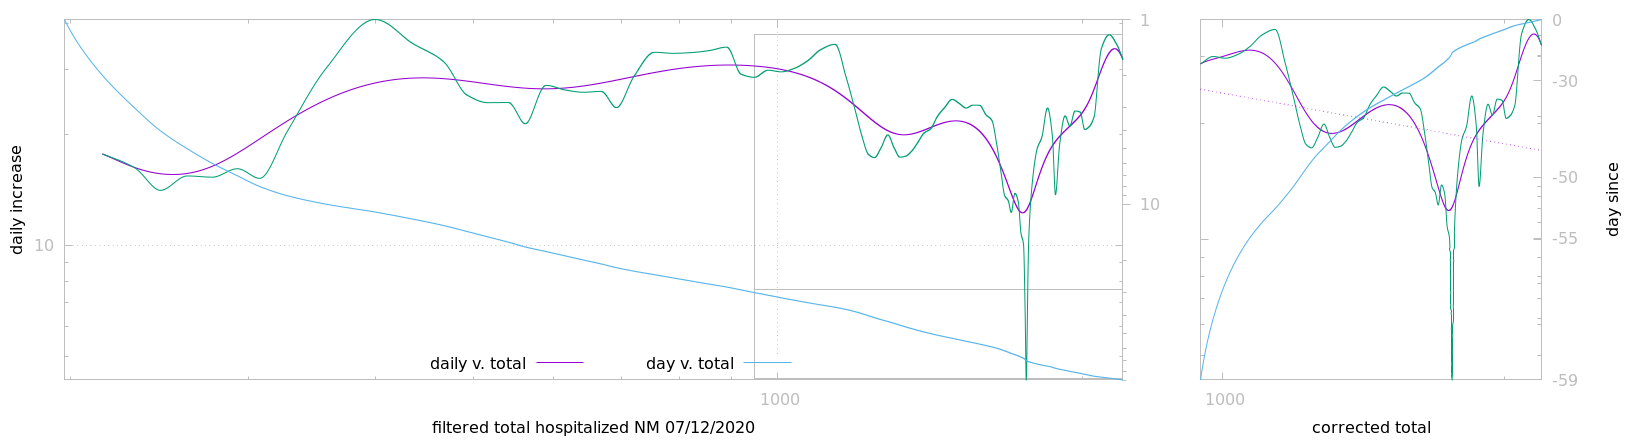 daily increase
10
1
10
1000
daily v. total
day v. total
filtered total hospitalized NM 07/12/2020
0
-30
-50
-55
-59
day since
1000
corrected total